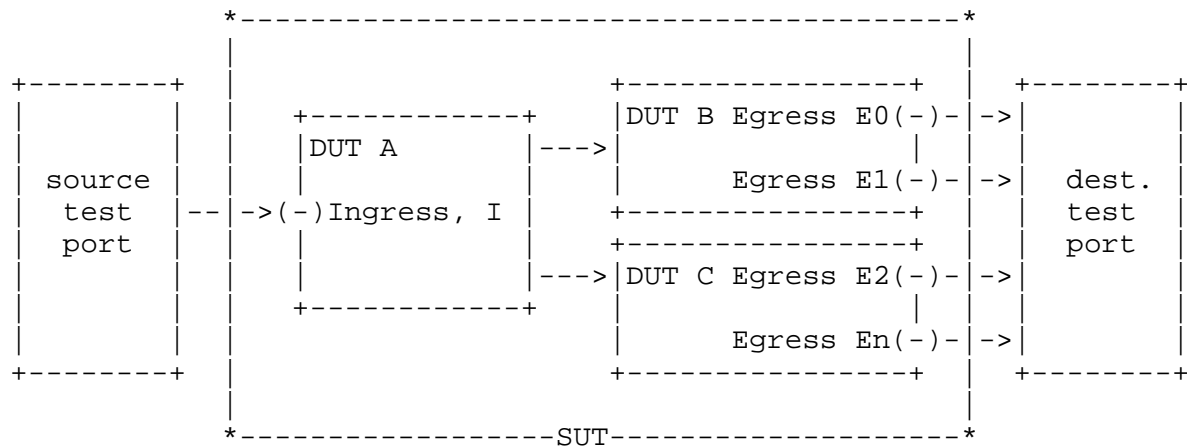 DUT B Egress E0(-)
DUT A
source Egress E1(-) dest.
test (-)Ingress, I test
port port
DUT C Egress E2(-)
Egress En(-)
SUT